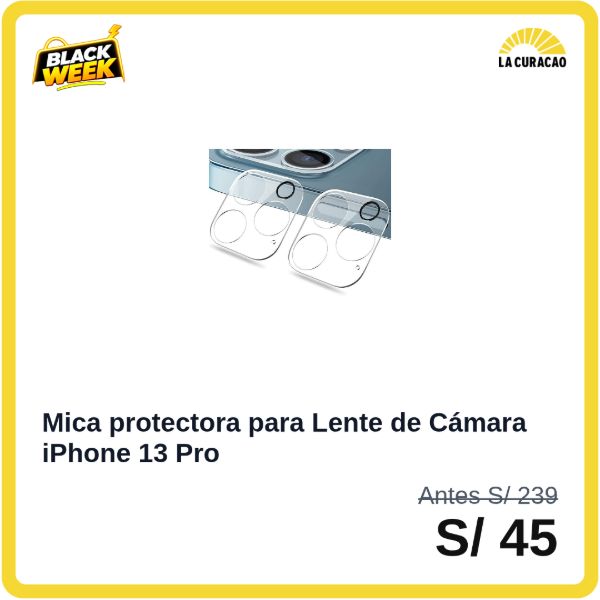 BLACK
WEEK
LA CURACAO
Mica protectora para Lente de Cámara
iPhone 13 Pro
Antes S/ 239
S/ 45